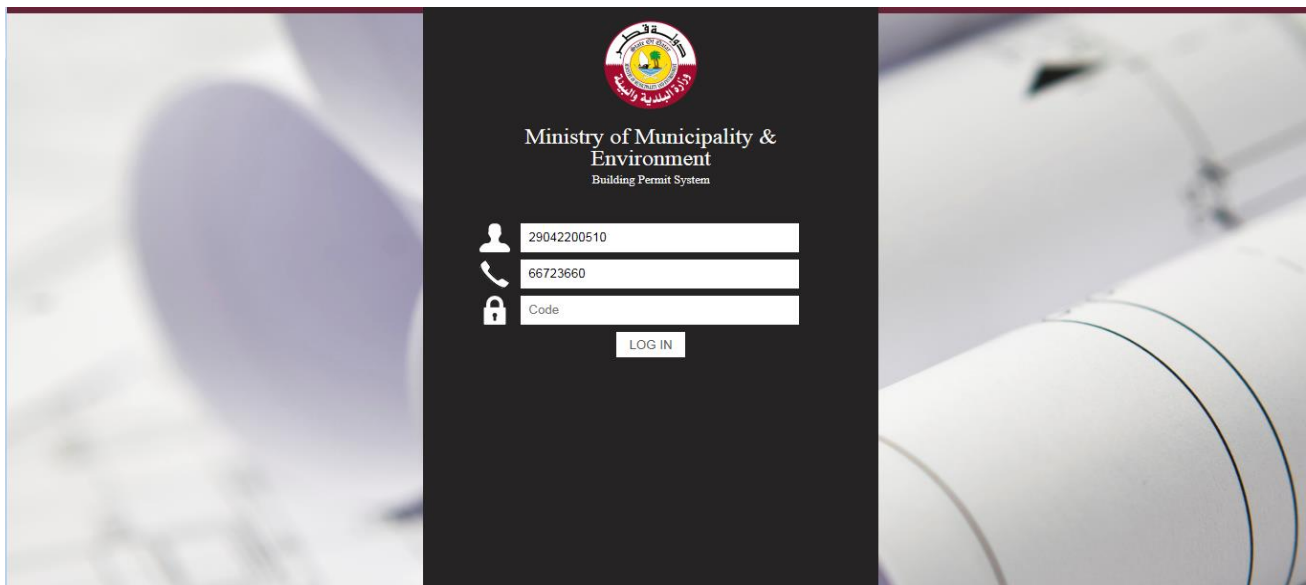 دولة قطر
وزارة البلدية والبيئة
Ministry of Municipality &
Environment
Building Permit System
29042200510
66723660
Code
LOG IN